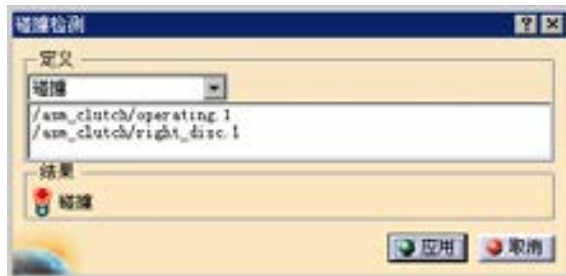 碰撞检测
定义
碰撞
/asm_clutch/operating.1
/asm_clutch/right_disc.1
结果
碰撞
应用 取消